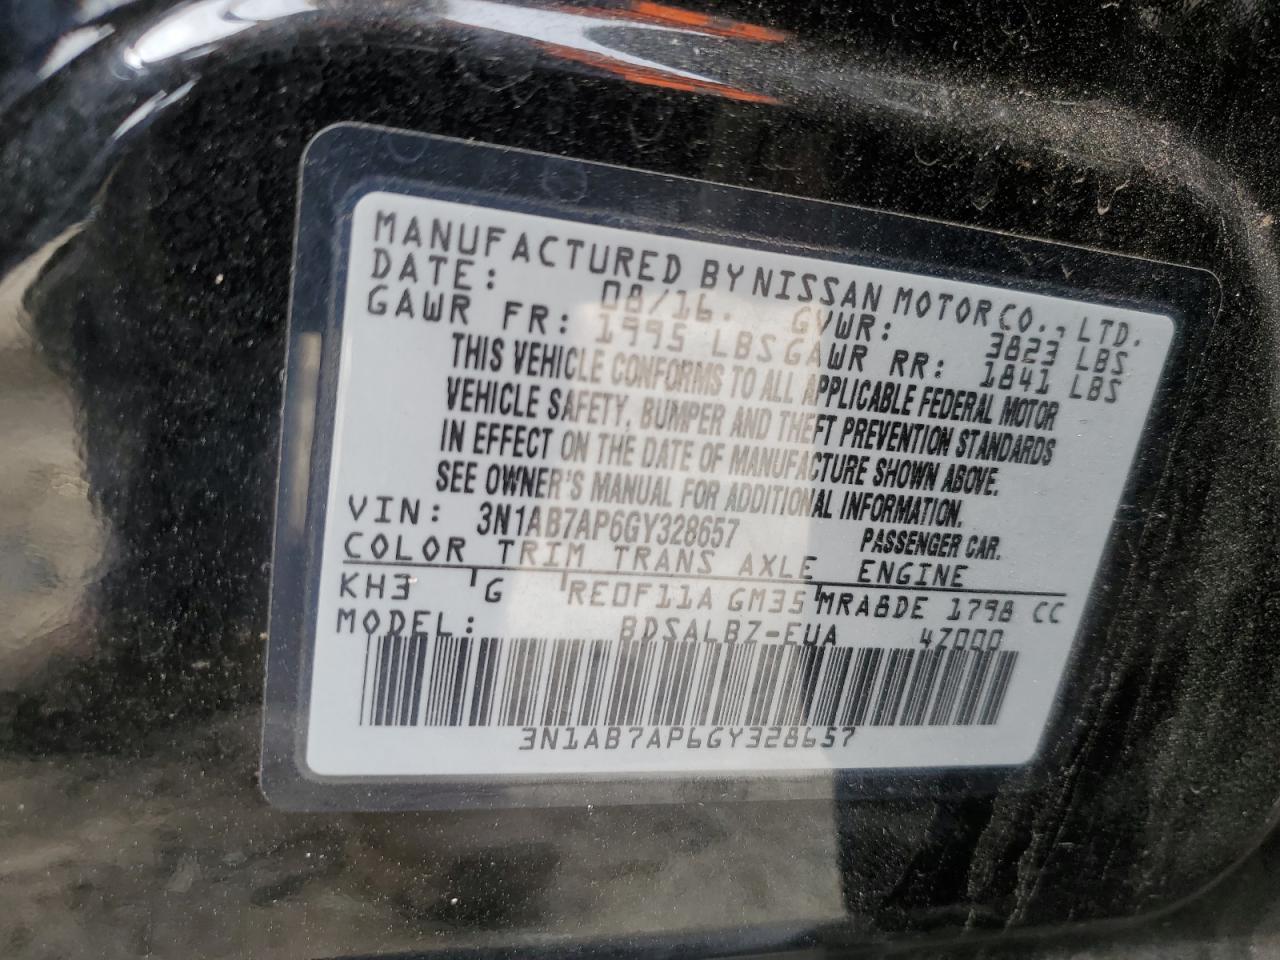 MANUFACTURED BY NISSAN MOTOR CO., LTD.
DATE: 08/16. GVWR: 3823 LBS
GAWR FR: 1995 LBS GAWR RR: 1841 LBS
THIS VEHICLE CONFORMS TO ALL APPLICABLE FEDERAL MOTOR
VEHICLE SAFETY, BUMPER AND THEFT PREVENTION STANDARDS
IN EFFECT ON THE DATE OF MANUFACTURE SHOWN ABOVE.
SEE OWNER'S MANUAL FOR ADDITIONAL INFORMATION.
VIN: 3N1AB7AP6GY328657 PASSENGER CAR.
COLOR TRIM TRANS AXLE ENGINE
KH3 G RE0F11A GM35 MRA8DE 1798 CC
MODEL: BDSALBZ-EUA 4Z000
3N1AB7AP6GY328657